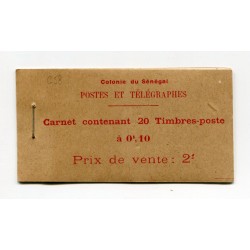 Colonie du Sénégal
POSTES ET TÉLÉGRAPHES
Carnet contenant 20 Timbres-poste
à 0f,10
Prix de vente : 2f